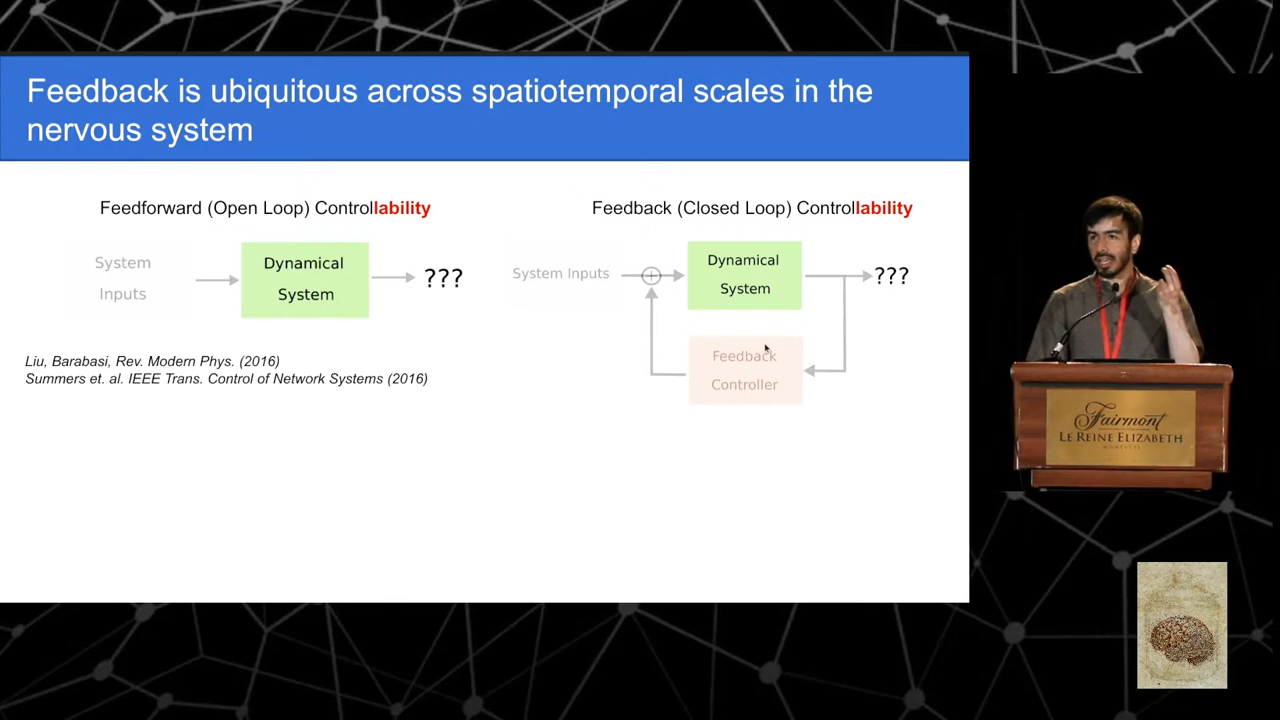 Feedback is ubiquitous across spatiotemporal scales in the
nervous system
Feedforward (Open Loop) Controllability
System
Inputs
Dynamical
System
???
Liu, Barabasi, Rev. Modern Phys. (2016)
Summers et. al. IEEE Trans. Control of Network Systems (2016)
Feedback (Closed Loop) Controllability
System Inputs
Dynamical
System
???
Feedback
Controller
Fairmont
LE REINE ELIZABETH
MONTRÉAL